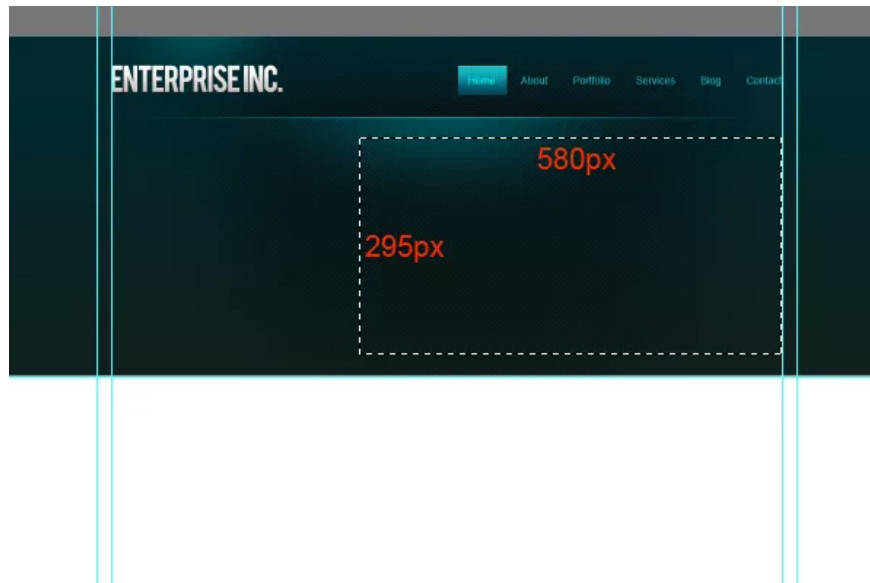 ENTERPRISE INC.
Home About Portfolio Services Blog Contact
580px
295px